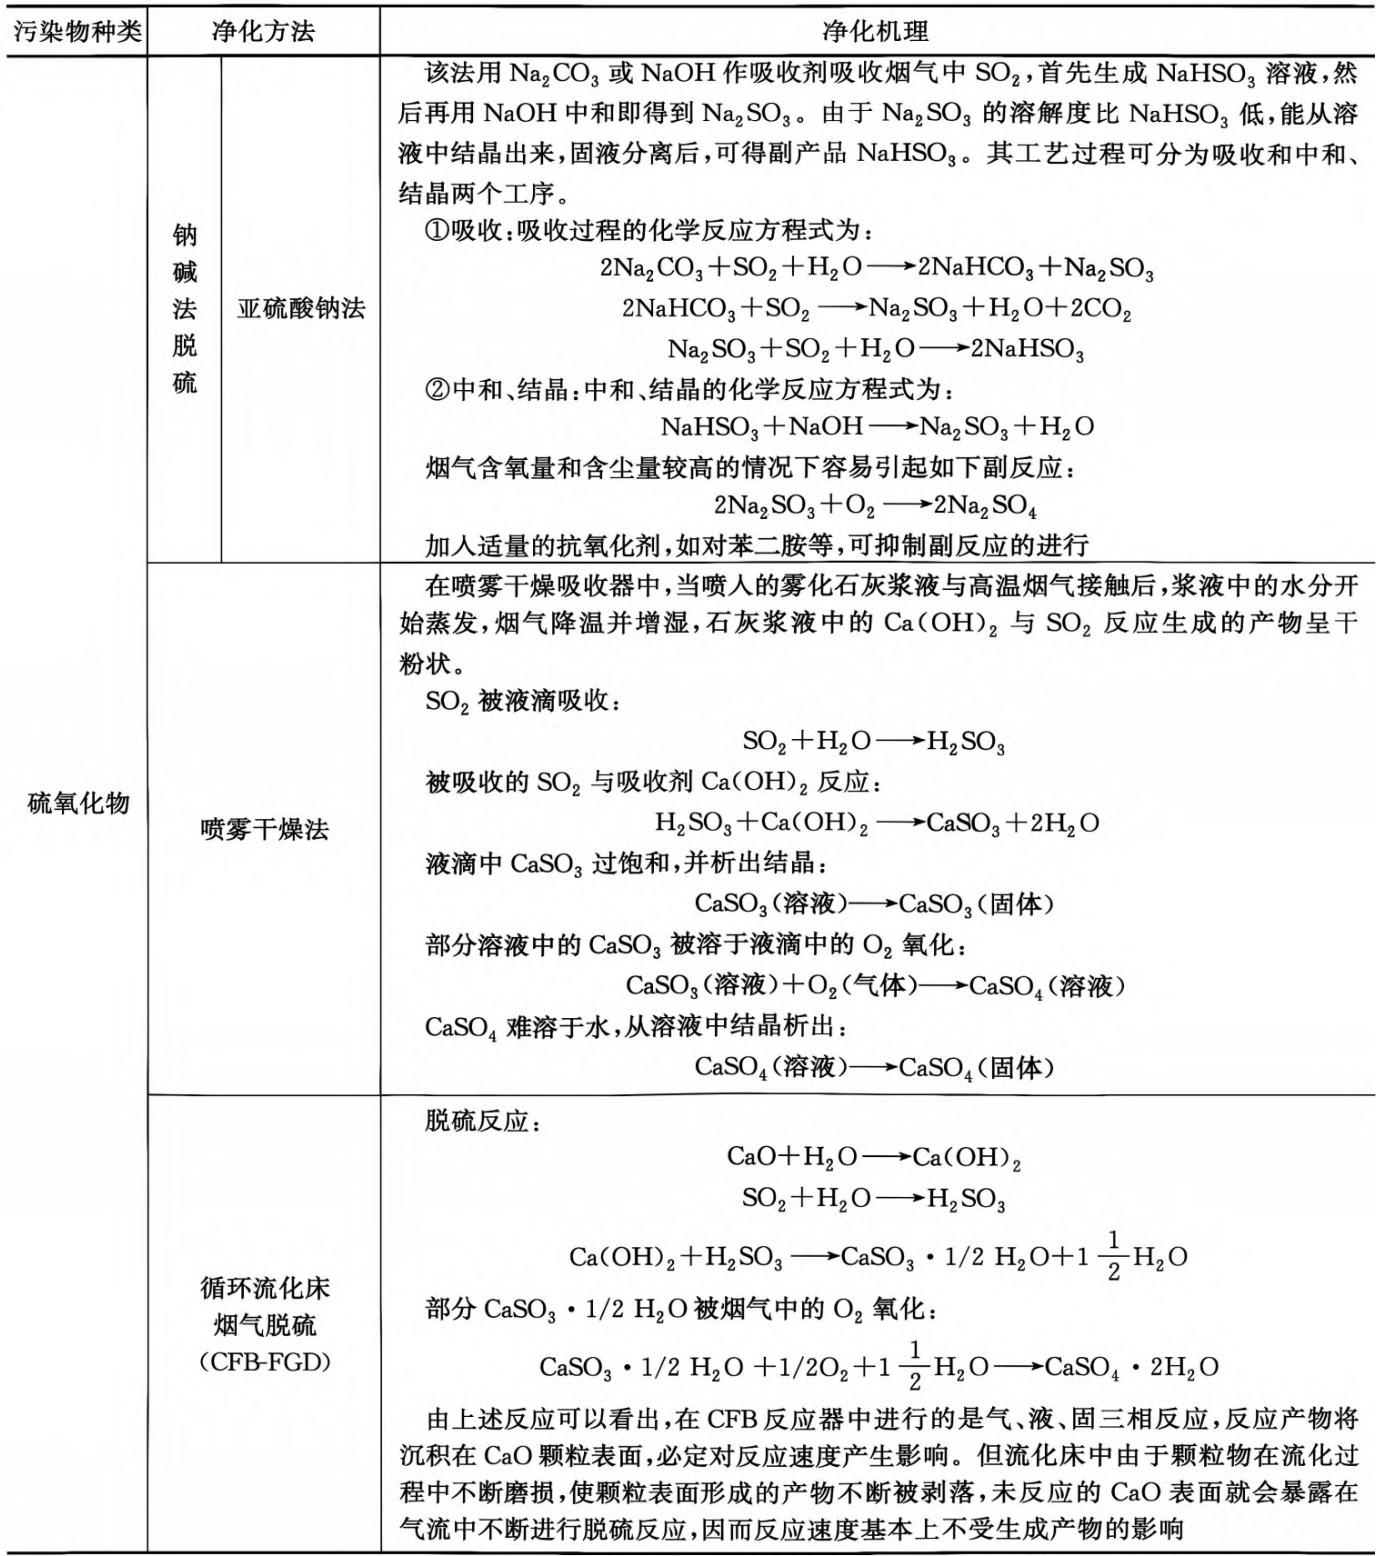 污染物种类 净化方法 净化机理
该法用 Na₂CO₃ 或 NaOH 作吸收剂吸收烟气中 SO₂,首先生成 NaHSO₃ 溶液,然
后再用 NaOH 中和即得到 Na₂SO₃。由于 Na₂SO₃ 的溶解度比 NaHSO₃ 低,能从溶
液中结晶出来,固液分离后,可得副产品 NaHSO₃。其工艺过程可分为吸收和中和、
结晶两个工序。
①吸收:吸收过程的化学反应方程式为:
2Na₂CO₃+SO₂+H₂O⟶2NaHCO₃+Na₂SO₃
2NaHCO₃+SO₂⟶Na₂SO₃+H₂O+2CO₂
Na₂SO₃+SO₂+H₂O⟶2NaHSO₃
②中和、结晶:中和、结晶的化学反应方程式为:
NaHSO₃+NaOH⟶Na₂SO₃+H₂O
烟气含氧量和含尘量较高的情况下容易引起如下副反应:
2Na₂SO₃+O₂⟶2Na₂SO₄
加入适量的抗氧化剂,如对苯二胺等,可抑制副反应的进行
钠
碱
法
脱
硫
亚硫酸钠法
硫氧化物
喷雾干燥法
在喷雾干燥吸收器中,当喷入的雾化石灰浆液与高温烟气接触后,浆液中的水分开
始蒸发,烟气降温并增湿,石灰浆液中的 Ca(OH)₂ 与 SO₂ 反应生成的产物呈干
粉状。
SO₂ 被液滴吸收:
SO₂+H₂O⟶H₂SO₃
被吸收的 SO₂ 与吸收剂 Ca(OH)₂ 反应:
H₂SO₃+Ca(OH)₂⟶CaSO₃+2H₂O
液滴中 CaSO₃ 过饱和,并析出结晶:
CaSO₃(溶液)⟶CaSO₃(固体)
部分溶液中的 CaSO₃ 被溶于液滴中的 O₂ 氧化:
CaSO₃(溶液)+O₂(气体)⟶CaSO₄(溶液)
CaSO₄ 难溶于水,从溶液中结晶析出:
CaSO₄(溶液)⟶CaSO₄(固体)
循环流化床
烟气脱硫
(CFB-FGD)
脱硫反应:
CaO+H₂O⟶Ca(OH)₂
SO₂+H₂O⟶H₂SO₃
Ca(OH)₂+H₂SO₃⟶CaSO₃·1/2 H₂O+1 1/2 H₂O
部分 CaSO₃·1/2 H₂O 被烟气中的 O₂ 氧化:
CaSO₃·1/2 H₂O +1/2O₂+1 1/2 H₂O⟶CaSO₄·2H₂O
由上述反应可以看出,在 CFB 反应器中进行的是气、液、固三相反应,反应产物将
沉积在 CaO 颗粒表面,必定对反应速度产生影响。但流化床中由于颗粒物在流化过
程中不断磨损,使颗粒表面形成的产物不断被剥落,未反应的 CaO 表面就会暴露在
气流中不断进行脱硫反应,因而反应速度基本上不受生成产物的影响